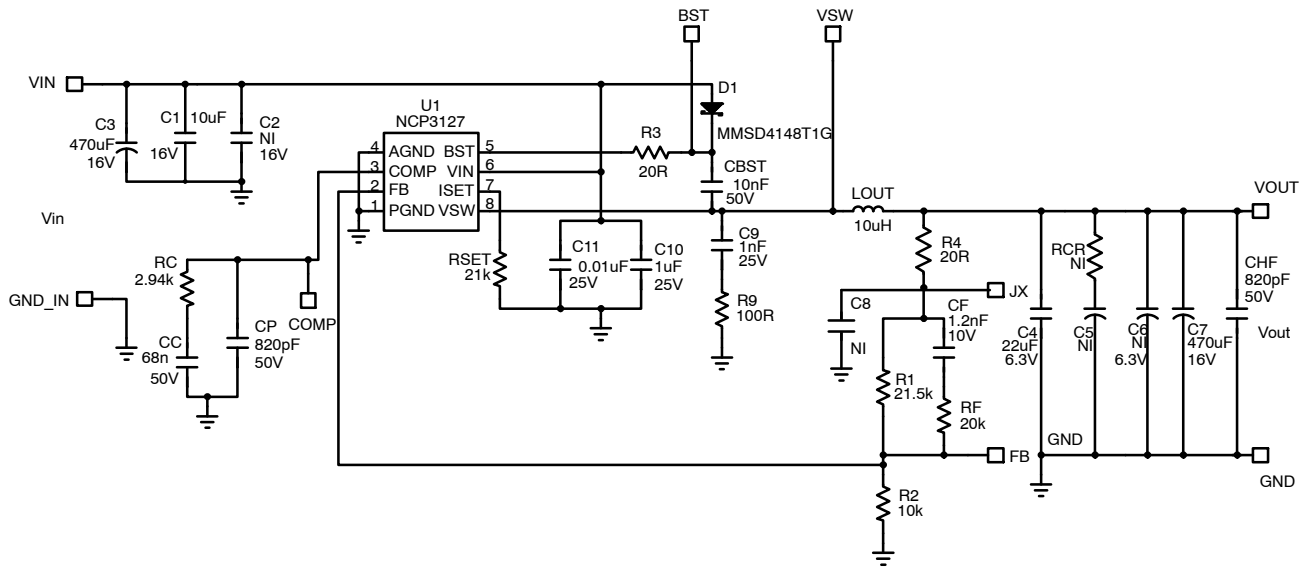 BST
VSW
VIN
D1
MMSD4148T1G
C3
470uF
16V
C1
10uF
16V
C2
NI
16V
U1
NCP3127
4
AGND
BST
5
3
COMP
VIN
6
2
FB
ISET
7
1
PGND
VSW
8
R3
20R
CBST
10nF
50V
LOUT
10uH
VOUT
Vin
RC
2.94k
CC
68n
50V
CP
820pF
50V
COMP
GND_IN
RSET
21k
C11
0.01uF
25V
C10
1uF
25V
C9
1nF
25V
R9
100R
R4
20R
JX
C8
NI
CF
1.2nF
10V
R1
21.5k
RF
20k
FB
R2
10k
RCR
NI
C4
22uF
6.3V
C5
NI
C6
NI
6.3V
C7
470uF
16V
CHF
820pF
50V
Vout
GND
GND